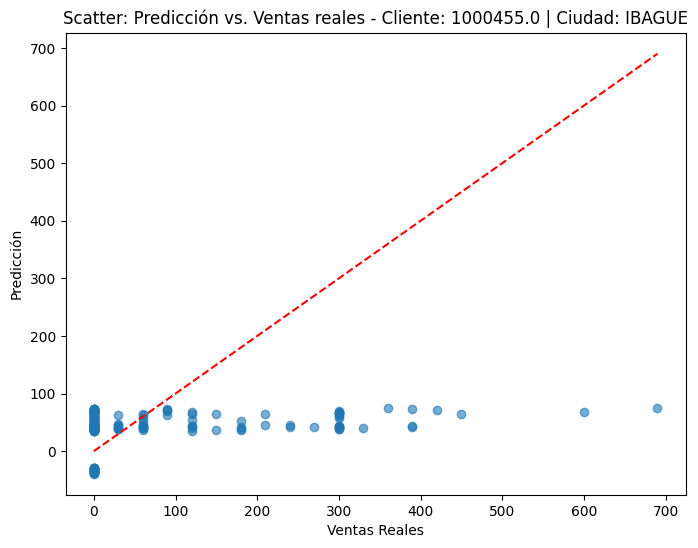 Scatter: Predicción vs. Ventas reales - Cliente: 1000455.0 | Ciudad: IBAGUE
700
600
500
400
300
200
100
0
Predicción
0 100 200 300 400 500 600 700
Ventas Reales